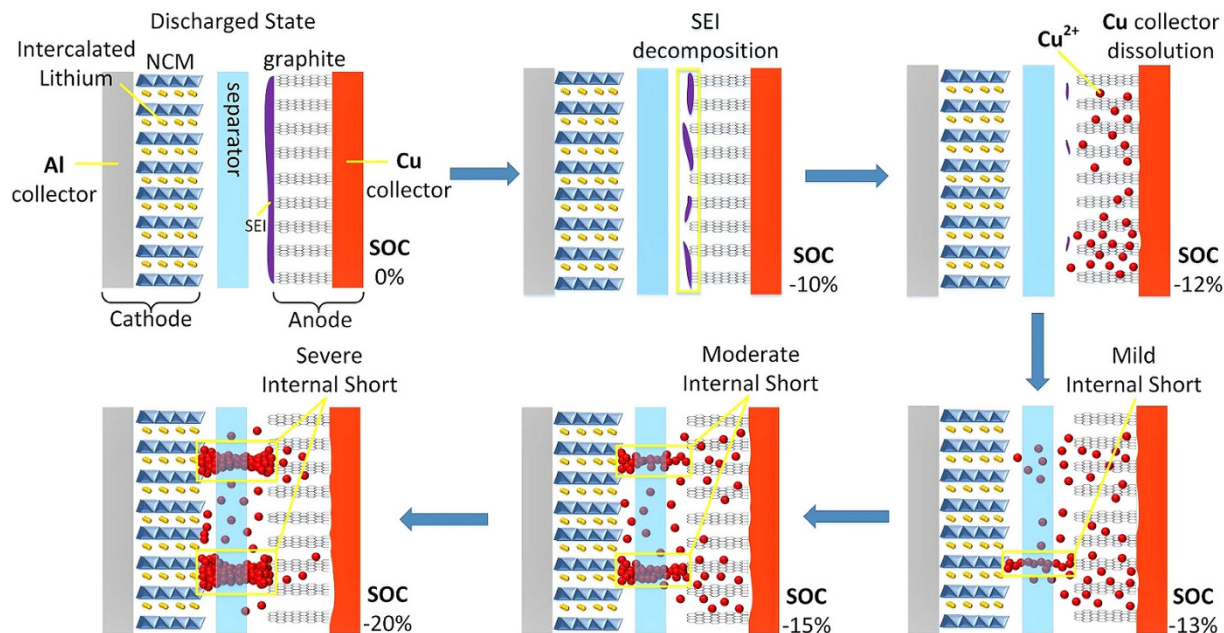 Discharged State
Intercalated
Lithium
NCM
graphite
separator
Al
collector
SEI
Cu
collector
SOC
0%
Cathode
Anode
SEI
decomposition
SOC
-10%
Cu²⁺
Cu collector
dissolution
SOC
-12%
Severe
Internal Short
SOC
-20%
Moderate
Internal Short
SOC
-15%
Mild
Internal Short
SOC
-13%